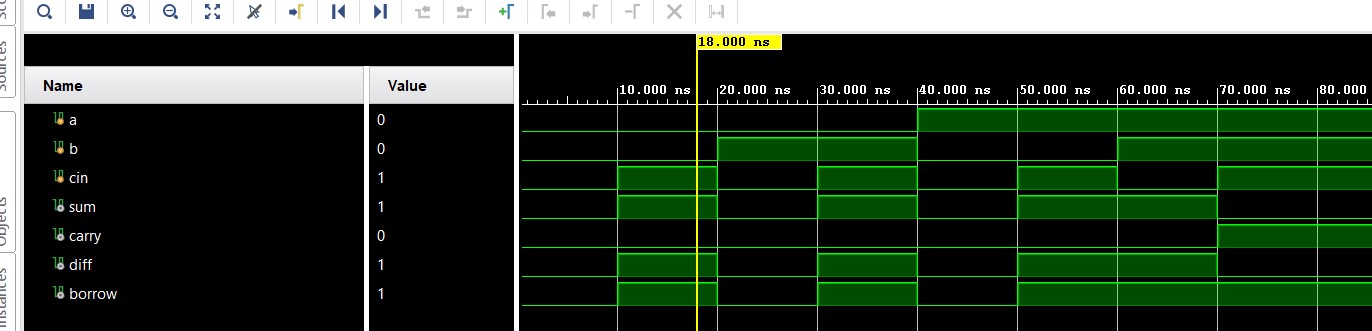 18.000 ns
Name Value
10.000 ns 20.000 ns 30.000 ns 40.000 ns 50.000 ns 60.000 ns 70.000 ns 80.000
a 0
b 0
cin 1
sum 1
carry 0
diff 1
borrow 1
Sources
Objects